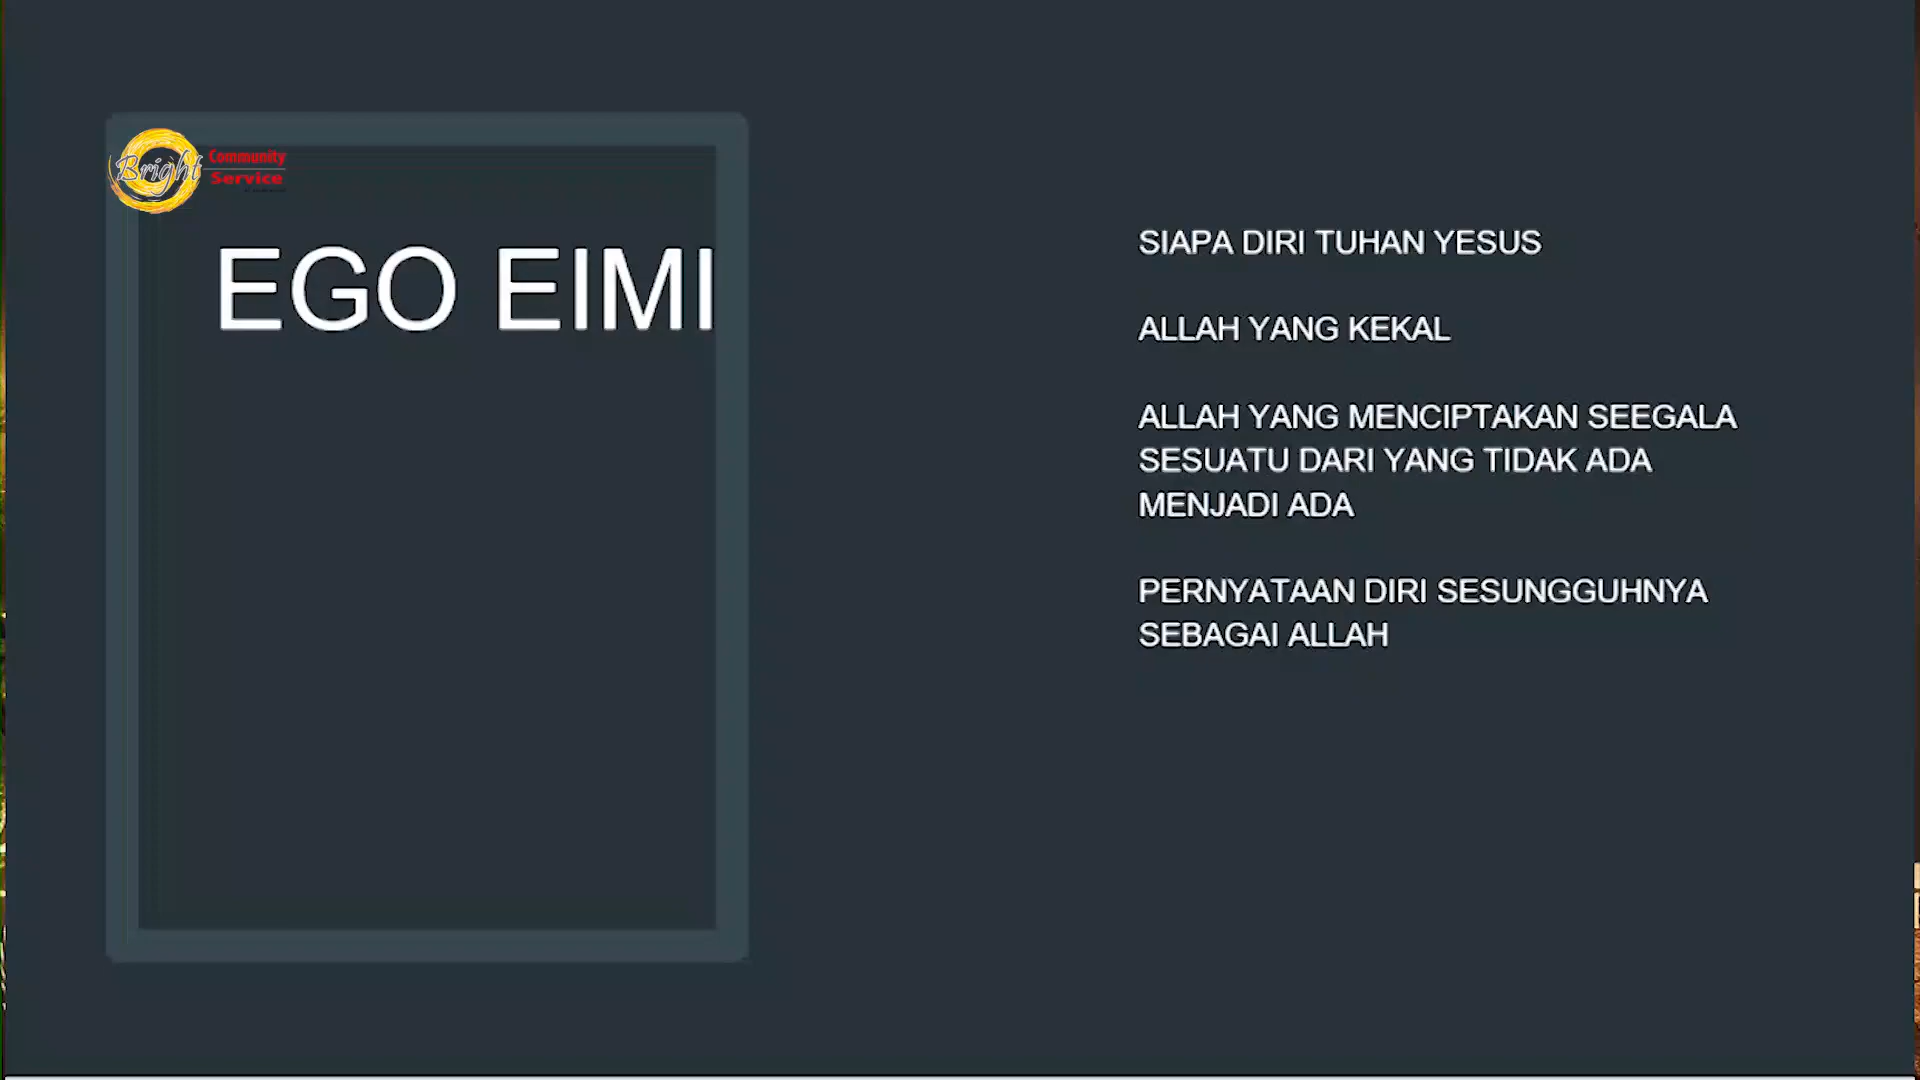 Bright
Community
Service
EGO EIMI
SIAPA DIRI TUHAN YESUS
ALLAH YANG KEKAL
ALLAH YANG MENCIPTAKAN SEEGALA
SESUATU DARI YANG TIDAK ADA
MENJADI ADA
PERNYATAAN DIRI SESUNGGUHNYA
SEBAGAI ALLAH